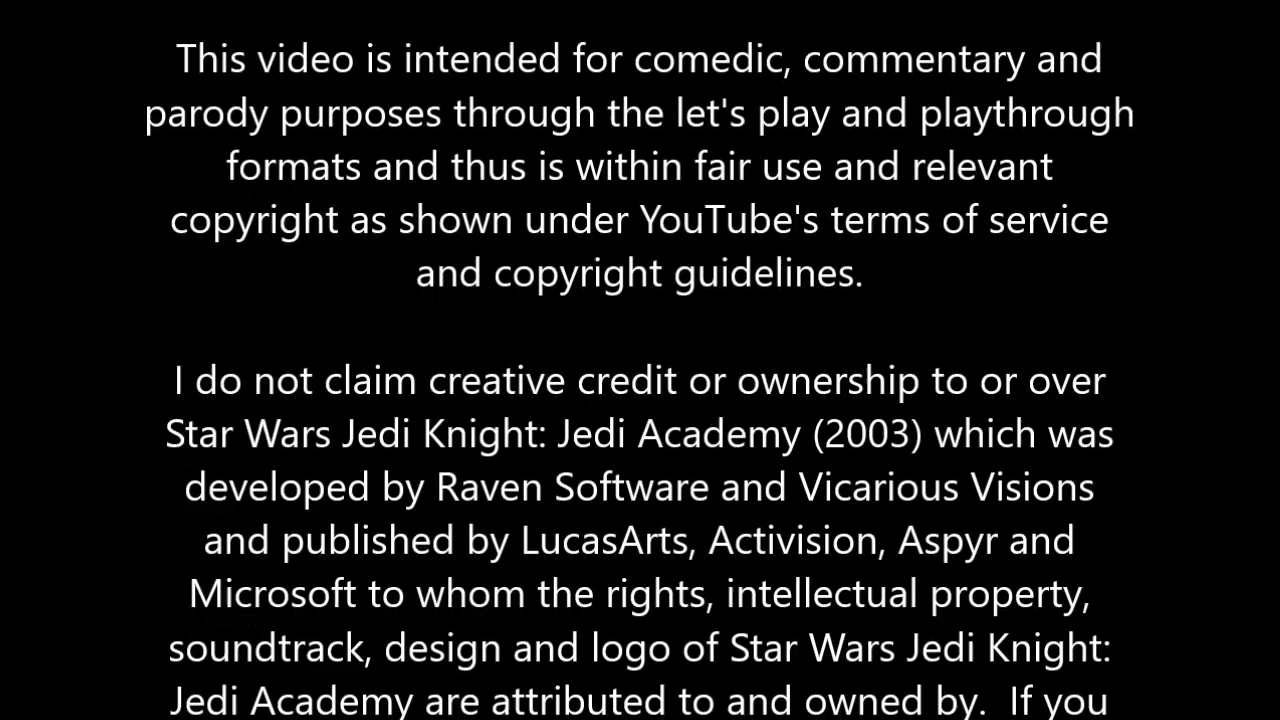 This video is intended for comedic, commentary and
parody purposes through the let's play and playthrough
formats and thus is within fair use and relevant
copyright as shown under YouTube's terms of service
and copyright guidelines.
I do not claim creative credit or ownership to or over
Star Wars Jedi Knight: Jedi Academy (2003) which was
developed by Raven Software and Vicarious Visions
and published by LucasArts, Activision, Aspyr and
Microsoft to whom the rights, intellectual property,
soundtrack, design and logo of Star Wars Jedi Knight:
Jedi Academy are attributed to and owned by.  If you